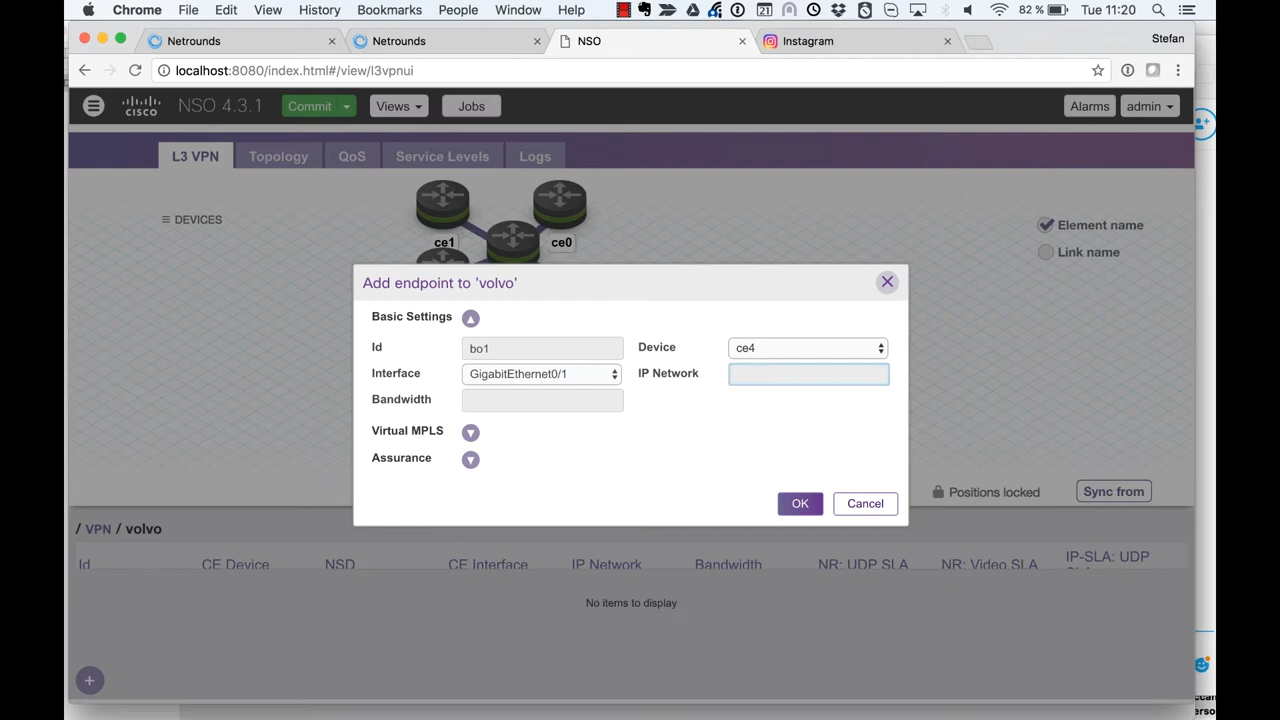 Chrome File Edit View History Bookmarks People Window Help 21 82 % Tue 11:20
Netrounds Netrounds NSO Instagram Stefan
localhost:8080/index.html#/view/l3vpnui
CISCO NSO 4.3.1 Commit Views Jobs Alarms admin
L3 VPN Topology QoS Service Levels Logs
DEVICES
Element name
Link name
ce1 ce0
Add endpoint to 'volvo'
Basic Settings
Id bo1 Device ce4
Interface GigabitEthernet0/1 IP Network
Bandwidth
Virtual MPLS
Assurance
Positions locked Sync from
OK Cancel
/ VPN / volvo
Id CE Device NSD CE Interface IP Network Bandwidth NR: UDP SLA NR: Video SLA IP-SLA: UDP
No items to display